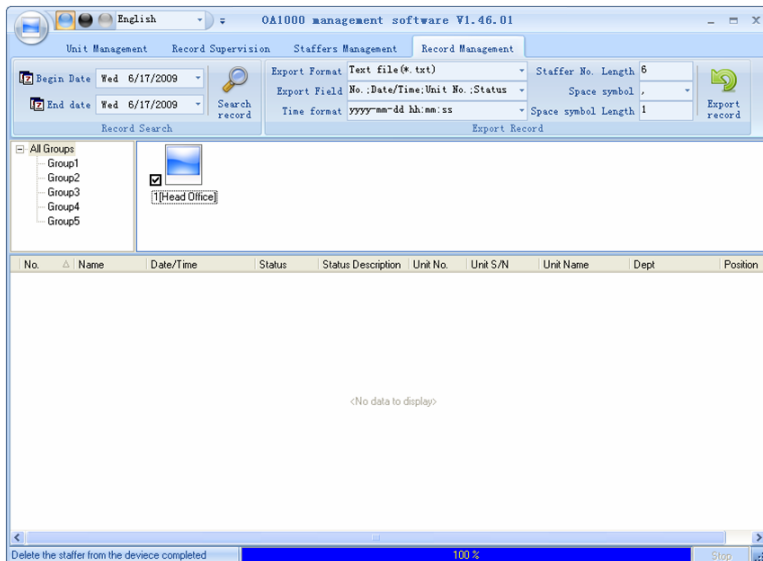 English
OA1000 management software V1.46.01
Unit Management Record Supervision Staffers Management Record Management
Begin Date Wed 6/17/2009
End date Wed 6/17/2009
Search record
Record Search
Export Format Text file(*.txt)
Export Field No.;Date/Time;Unit No.;Status
Time format yyyy-mm-dd hh:mm:ss
Staffer No. Length 6
Space symbol ,
Space symbol Length 1
Export record
Export Record
All Groups
Group1
Group2
Group3
Group4
Group5
1[Head Office]
No. Name Date/Time Status Status Description Unit No. Unit S/N Unit Name Dept Position
<No data to display>
Delete the staffer from the deviece completed 100 % Stop